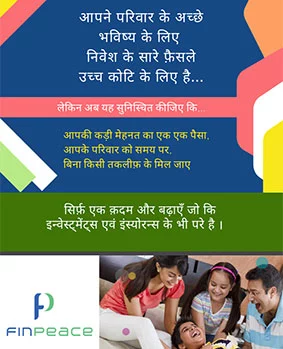 आपने परिवार के अच्छे
भविष्य के लिए
निवेश के सारे फ़ैसले
उच्च कोटि के लिए है...
लेकिन अब यह सुनिश्चित कीजिए कि...
आपकी कड़ी मेहनत का एक एक पैसा,
आपके परिवार को समय पर,
बिना किसी तकलीफ़ के मिल जाए
सिर्फ़ एक क़दम और बढ़ाएँ जो कि
इन्वेस्ट्मेंट्स एवं इंस्योरन्स के भी परे है ।
FINPEACE